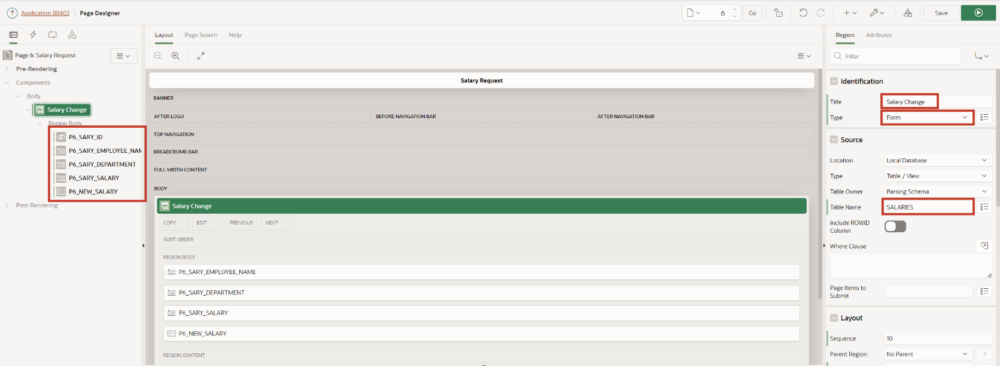 Application 88402 \ Page Designer
6
Go
Save
Layout
Page Search
Help
Region
Attributes
Page 6: Salary Request
Pre-Rendering
Components
Body
Salary Change
Region Body
P6_SARY_ID
P6_SARY_EMPLOYEE_NAM
P6_SARY_DEPARTMENT
P6_SARY_SALARY
P6_NEW_SALARY
Post-Rendering
Salary Request
BANNER
AFTER LOGO
BEFORE NAVIGATION BAR
AFTER NAVIGATION BAR
TOP NAVIGATION
BREADCRUMB BAR
FULL WIDTH CONTENT
BODY
Salary Change
COPY
EDIT
PREVIOUS
NEXT
SORT ORDER
REGION BODY
P6_SARY_EMPLOYEE_NAME
P6_SARY_DEPARTMENT
P6_SARY_SALARY
P6_NEW_SALARY
REGION CONTENT
Filter
Identification
Title
Salary Change
Type
Form
Source
Location
Local Database
Type
Table / View
Table Owner
Parsing Schema
Table Name
SALARIES
Include ROWID
Column
Where Clause
Page Items to
Submit
Layout
Sequence
10
Parent Region
No Parent